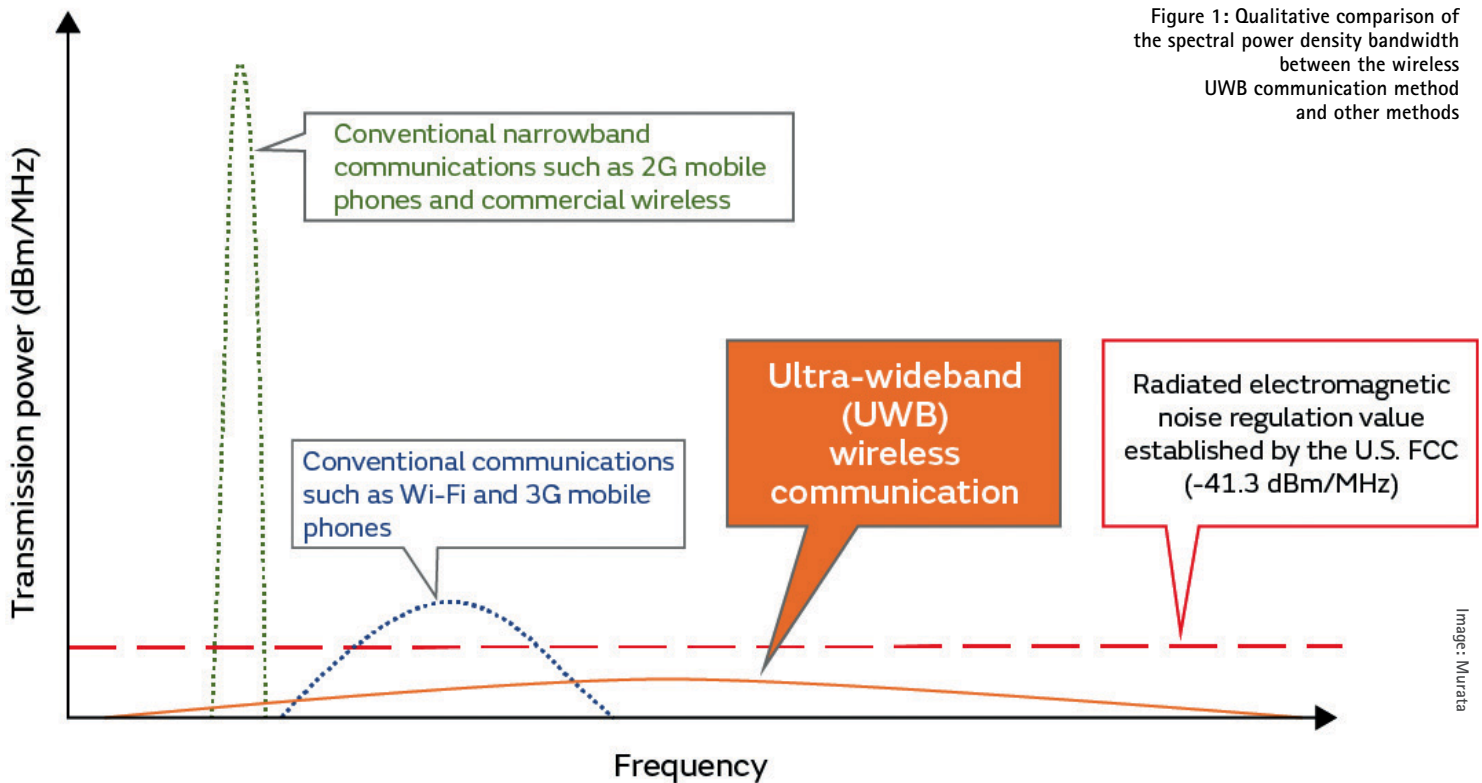 Figure 1: Qualitative comparison of
the spectral power density bandwidth
between the wireless
UWB communication method
and other methods
Transmission power (dBm/MHz)
Conventional narrowband
communications such as 2G mobile
phones and commercial wireless
Conventional communications
such as Wi-Fi and 3G mobile
phones
Ultra-wideband
(UWB)
wireless
communication
Radiated electromagnetic
noise regulation value
established by the U.S. FCC
(-41.3 dBm/MHz)
Frequency
Image: Murata